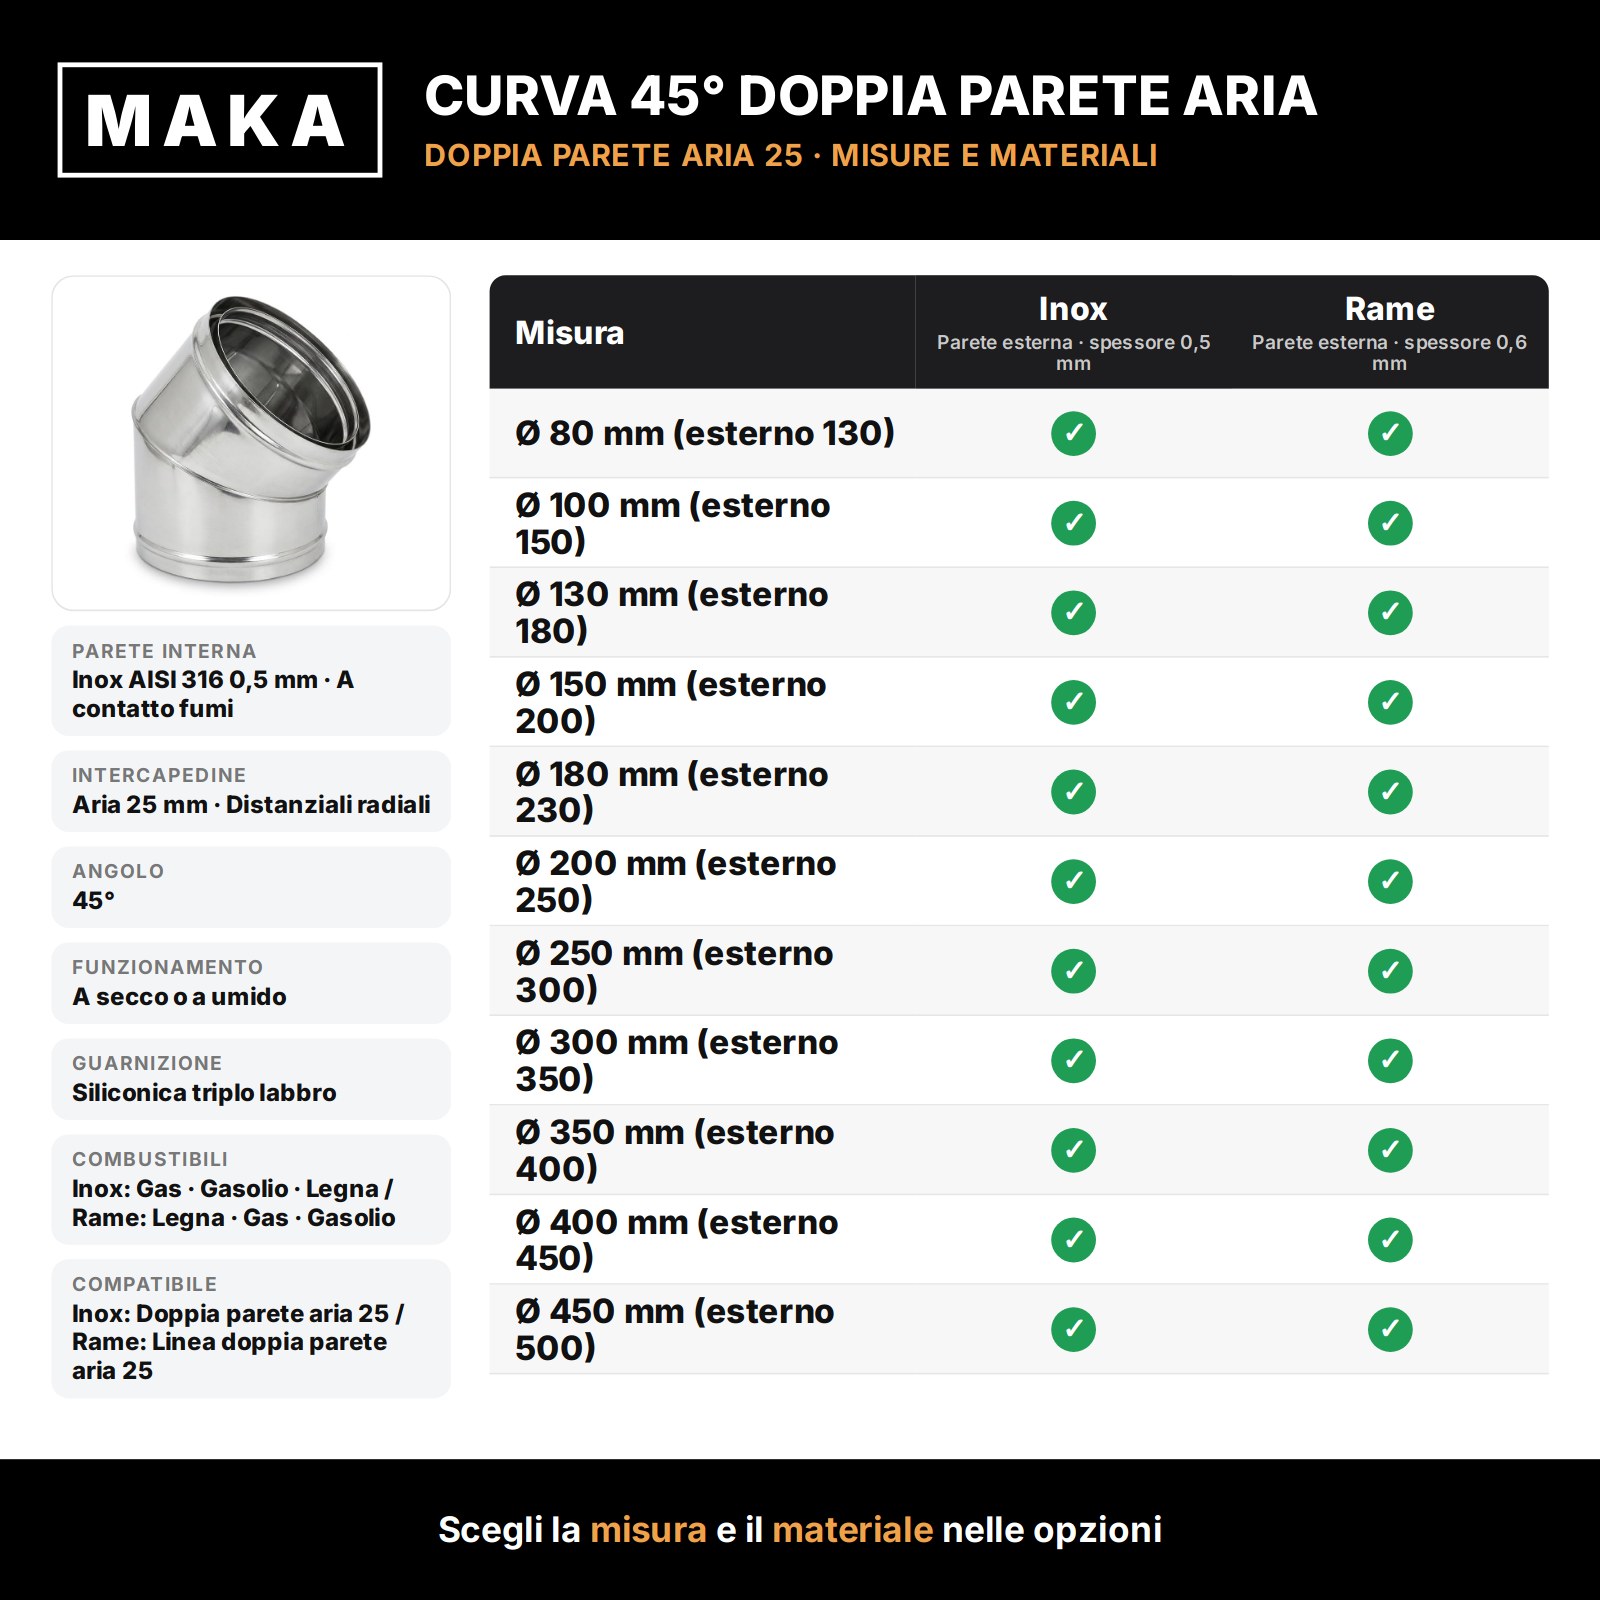 MAKA
CURVA 45° DOPPIA PARETE ARIA
DOPPIA PARETE ARIA 25 · MISURE E MATERIALI
PARETE INTERNA
Inox AISI 316 0,5 mm · A
contatto fumi
INTERCAPEDINE
Aria 25 mm · Distanziali radiali
ANGOLO
45°
FUNZIONAMENTO
A secco o a umido
GUARNIZIONE
Siliconica triplo labbro
COMBUSTIBILI
Inox: Gas · Gasolio · Legna /
Rame: Legna · Gas · Gasolio
COMPATIBILE
Inox: Doppia parete aria 25 /
Rame: Linea doppia parete
aria 25
Misura
Inox
Parete esterna · spessore 0,5
mm
Rame
Parete esterna · spessore 0,6
mm
Ø 80 mm (esterno 130) ✓ ✓
Ø 100 mm (esterno
150) ✓ ✓
Ø 130 mm (esterno
180) ✓ ✓
Ø 150 mm (esterno
200) ✓ ✓
Ø 180 mm (esterno
230) ✓ ✓
Ø 200 mm (esterno
250) ✓ ✓
Ø 250 mm (esterno
300) ✓ ✓
Ø 300 mm (esterno
350) ✓ ✓
Ø 350 mm (esterno
400) ✓ ✓
Ø 400 mm (esterno
450) ✓ ✓
Ø 450 mm (esterno
500) ✓ ✓
Scegli la misura e il materiale nelle opzioni